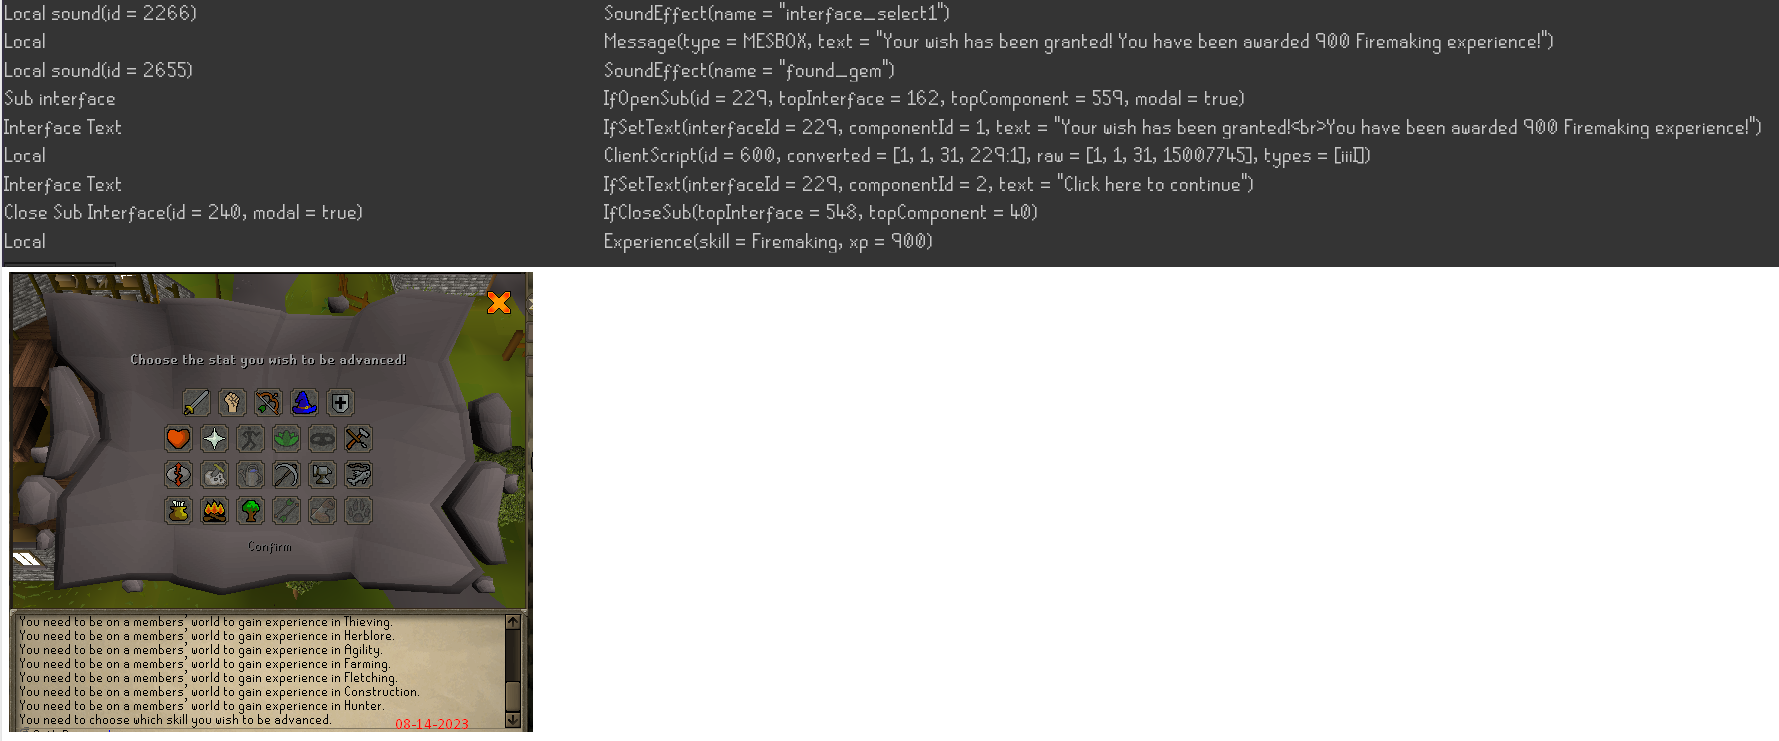 Local sound(id = 2266) SoundEffect(name = "interface_select1")
Local Message(type = MESBOX, text = "Your wish has been granted! You have been awarded 900 Firemaking experience!")
Local sound(id = 2655) SoundEffect(name = "found_gem")
Sub interface IfOpenSub(id = 229, topInterface = 162, topComponent = 559, modal = true)
Interface Text IfSetText(interfaceId = 229, componentId = 1, text = "Your wish has been granted!<br>You have been awarded 900 Firemaking experience!")
Local ClientScript(id = 600, converted = [1, 1, 31, 229:1], raw = [1, 1, 31, 15007745], types = [iiiI])
Interface Text IfSetText(interfaceId = 229, componentId = 2, text = "Click here to continue")
Close Sub Interface(id = 240, modal = true) IfCloseSub(topInterface = 548, topComponent = 40)
Local Experience(skill = Firemaking, xp = 900)
Choose the stat you wish to be advanced!
Confirm
You need to be on a members' world to gain experience in Thieving.
You need to be on a members' world to gain experience in Herblore.
You need to be on a members' world to gain experience in Agility.
You need to be on a members' world to gain experience in Farming.
You need to be on a members' world to gain experience in Fletching.
You need to be on a members' world to gain experience in Construction.
You need to be on a members' world to gain experience in Hunter.
You need to choose which skill you wish to be advanced.
08-14-2023